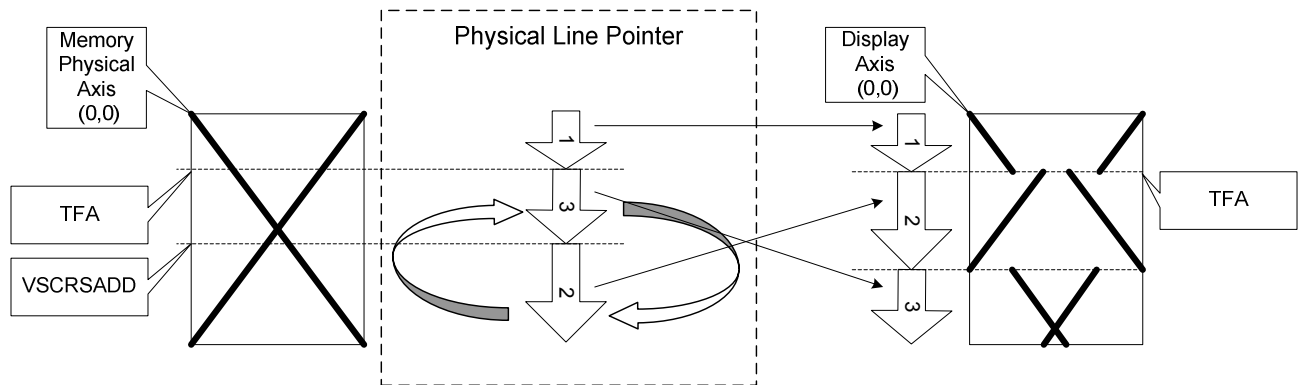 Memory
Physical
Axis
(0,0)
Physical Line Pointer
Display
Axis
(0,0)
1
1
TFA
3
2
TFA
VSCRSADD
2
3